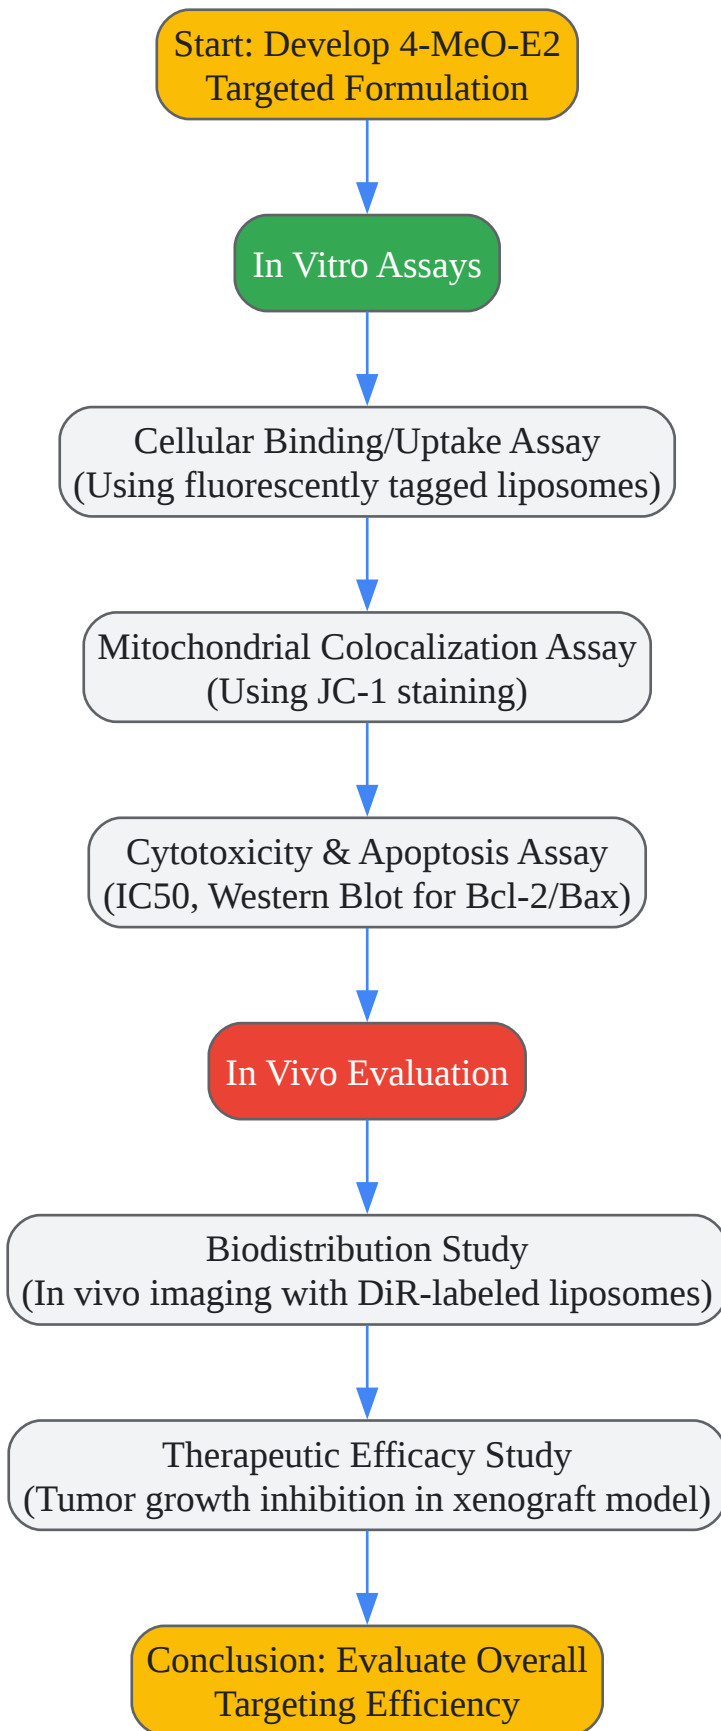 Start: Develop 4-MeO-E2
Targeted Formulation
In Vitro Assays
Cellular Binding/Uptake Assay
(Using fluorescently tagged liposomes)
Mitochondrial Colocalization Assay
(Using JC-1 staining)
Cytotoxicity & Apoptosis Assay
(IC50, Western Blot for Bcl-2/Bax)
In Vivo Evaluation
Biodistribution Study
(In vivo imaging with DiR-labeled liposomes)
Therapeutic Efficacy Study
(Tumor growth inhibition in xenograft model)
Conclusion: Evaluate Overall
Targeting Efficiency